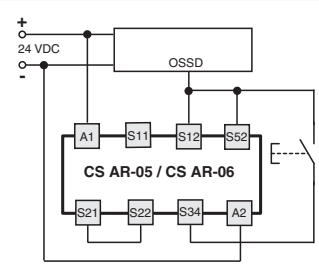 +
24 VDC
-
OSSD
A1 S11 S12 S52
CS AR-05 / CS AR-06
S21 S22 S34 A2